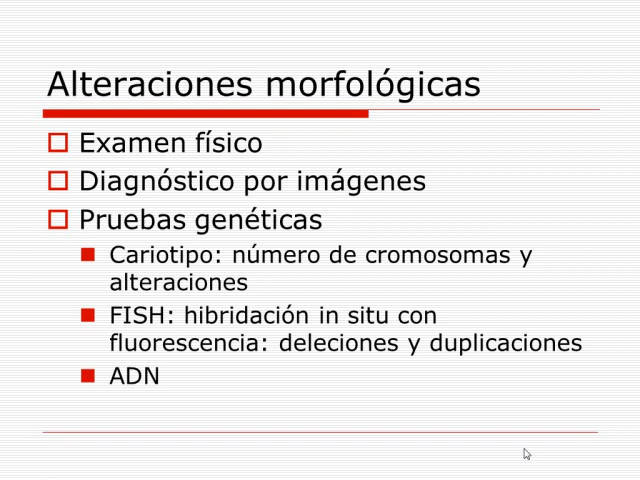 Alteraciones morfológicas
Examen físico
Diagnóstico por imágenes
Pruebas genéticas
Cariotipo: número de cromosomas y
alteraciones
FISH: hibridación in situ con
fluorescencia: deleciones y duplicaciones
ADN